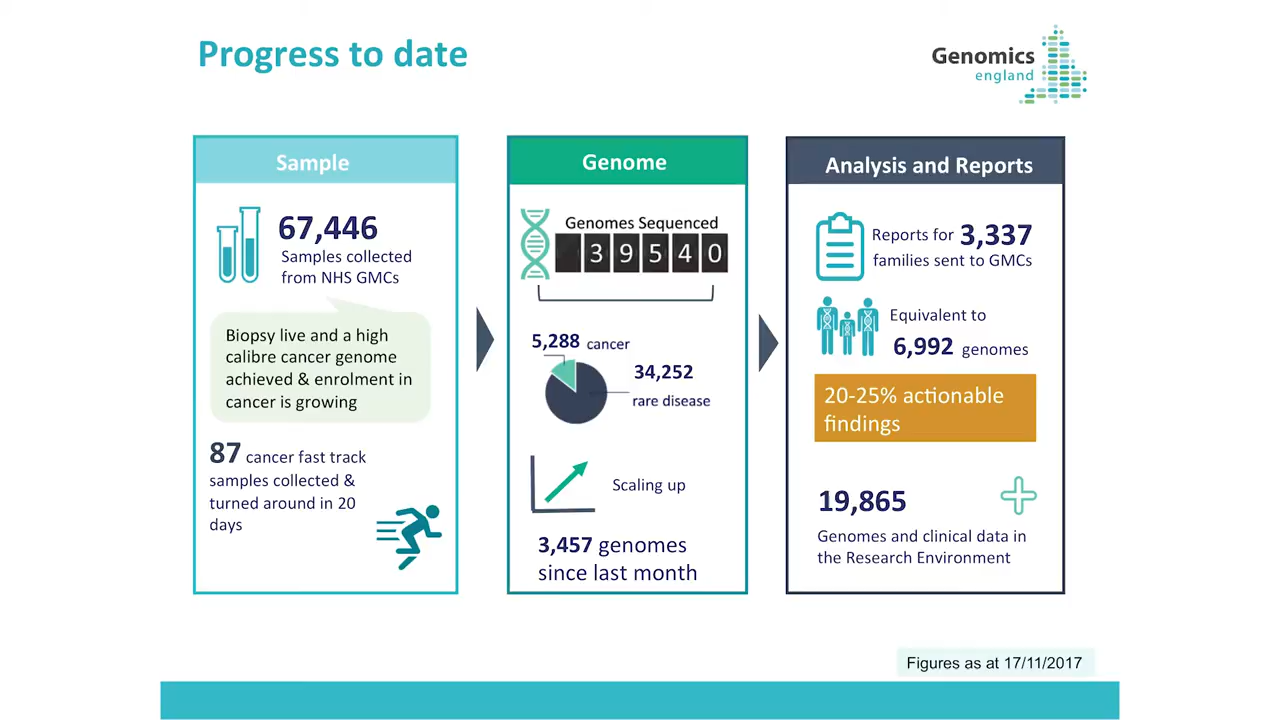 Progress to date
Genomics
england
Sample
67,446
Samples collected
from NHS GMCs
Biopsy live and a high
calibre cancer genome
achieved & enrolment in
cancer is growing
87 cancer fast track
samples collected &
turned around in 20
days
Genome
Genomes Sequenced
39540
5,288 cancer
34,252
rare disease
Scaling up
3,457 genomes
since last month
Analysis and Reports
Reports for 3,337
families sent to GMCs
Equivalent to
6,992 genomes
20-25% actionable
findings
19,865
Genomes and clinical data in
the Research Environment
Figures as at 17/11/2017